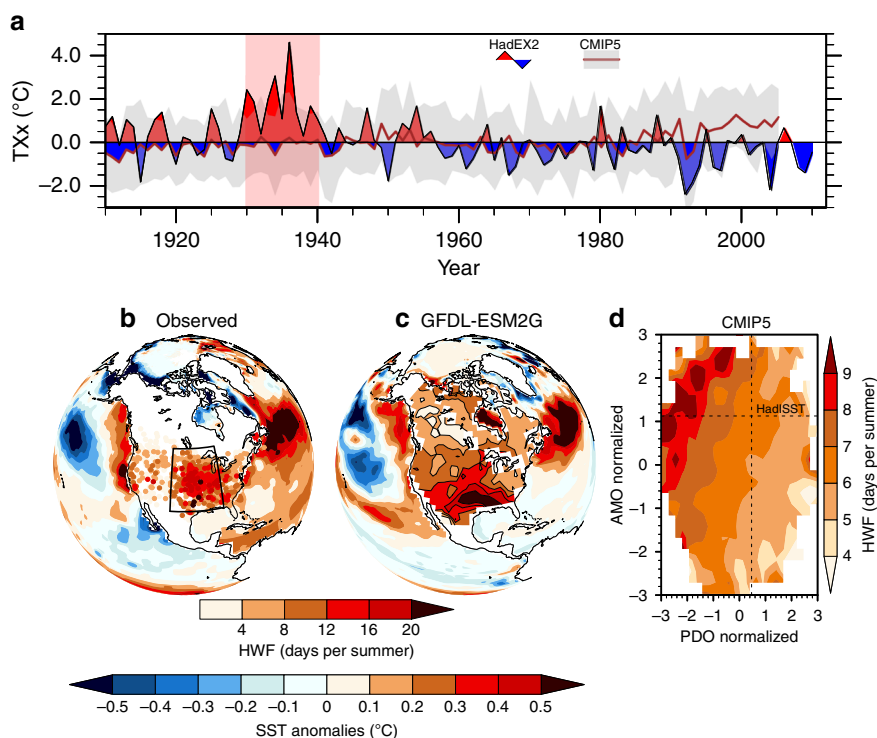 a
HadEX2
CMIP5
TXx (°C)
4.0
2.0
0.0
−2.0
1920 1940 1960 1980 2000
Year
b Observed
c GFDL-ESM2G
d CMIP5
AMO normalized
3
2
1
0
−1
−2
−3
HadISST
−3 −2 −1 0 1 2 3
PDO normalized
9
8
7
6
5
4
HWF (days per summer)
4 8 12 16 20
HWF (days per summer)
−0.5 −0.4 −0.3 −0.2 −0.1 0 0.1 0.2 0.3 0.4 0.5
SST anomalies (°C)